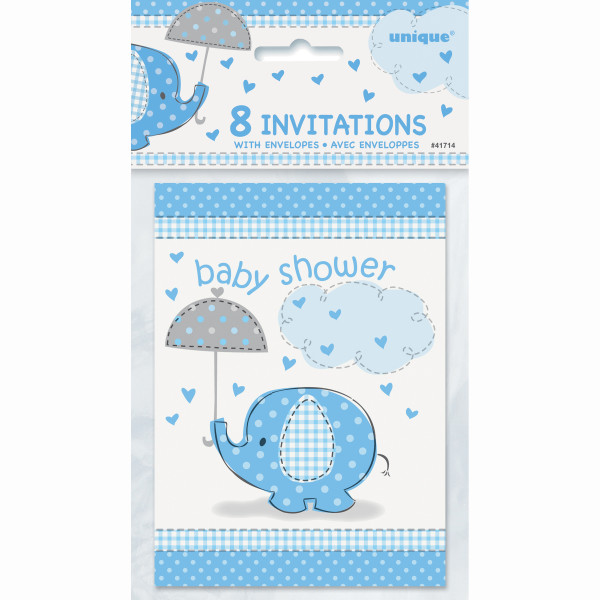 unique®
8 INVITATIONS
WITH ENVELOPES • AVEC ENVELOPPES #41714
baby shower